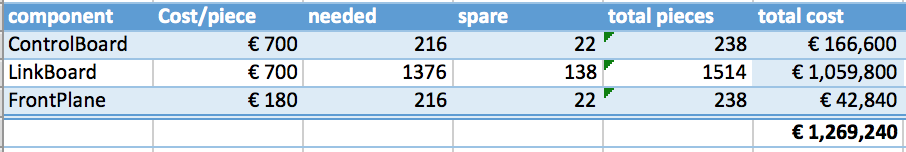 component Cost/piece needed spare total pieces total cost
ControlBoard € 700 216 22 238 € 166,600
LinkBoard € 700 1376 138 1514 € 1,059,800
FrontPlane € 180 216 22 238 € 42,840
€ 1,269,240